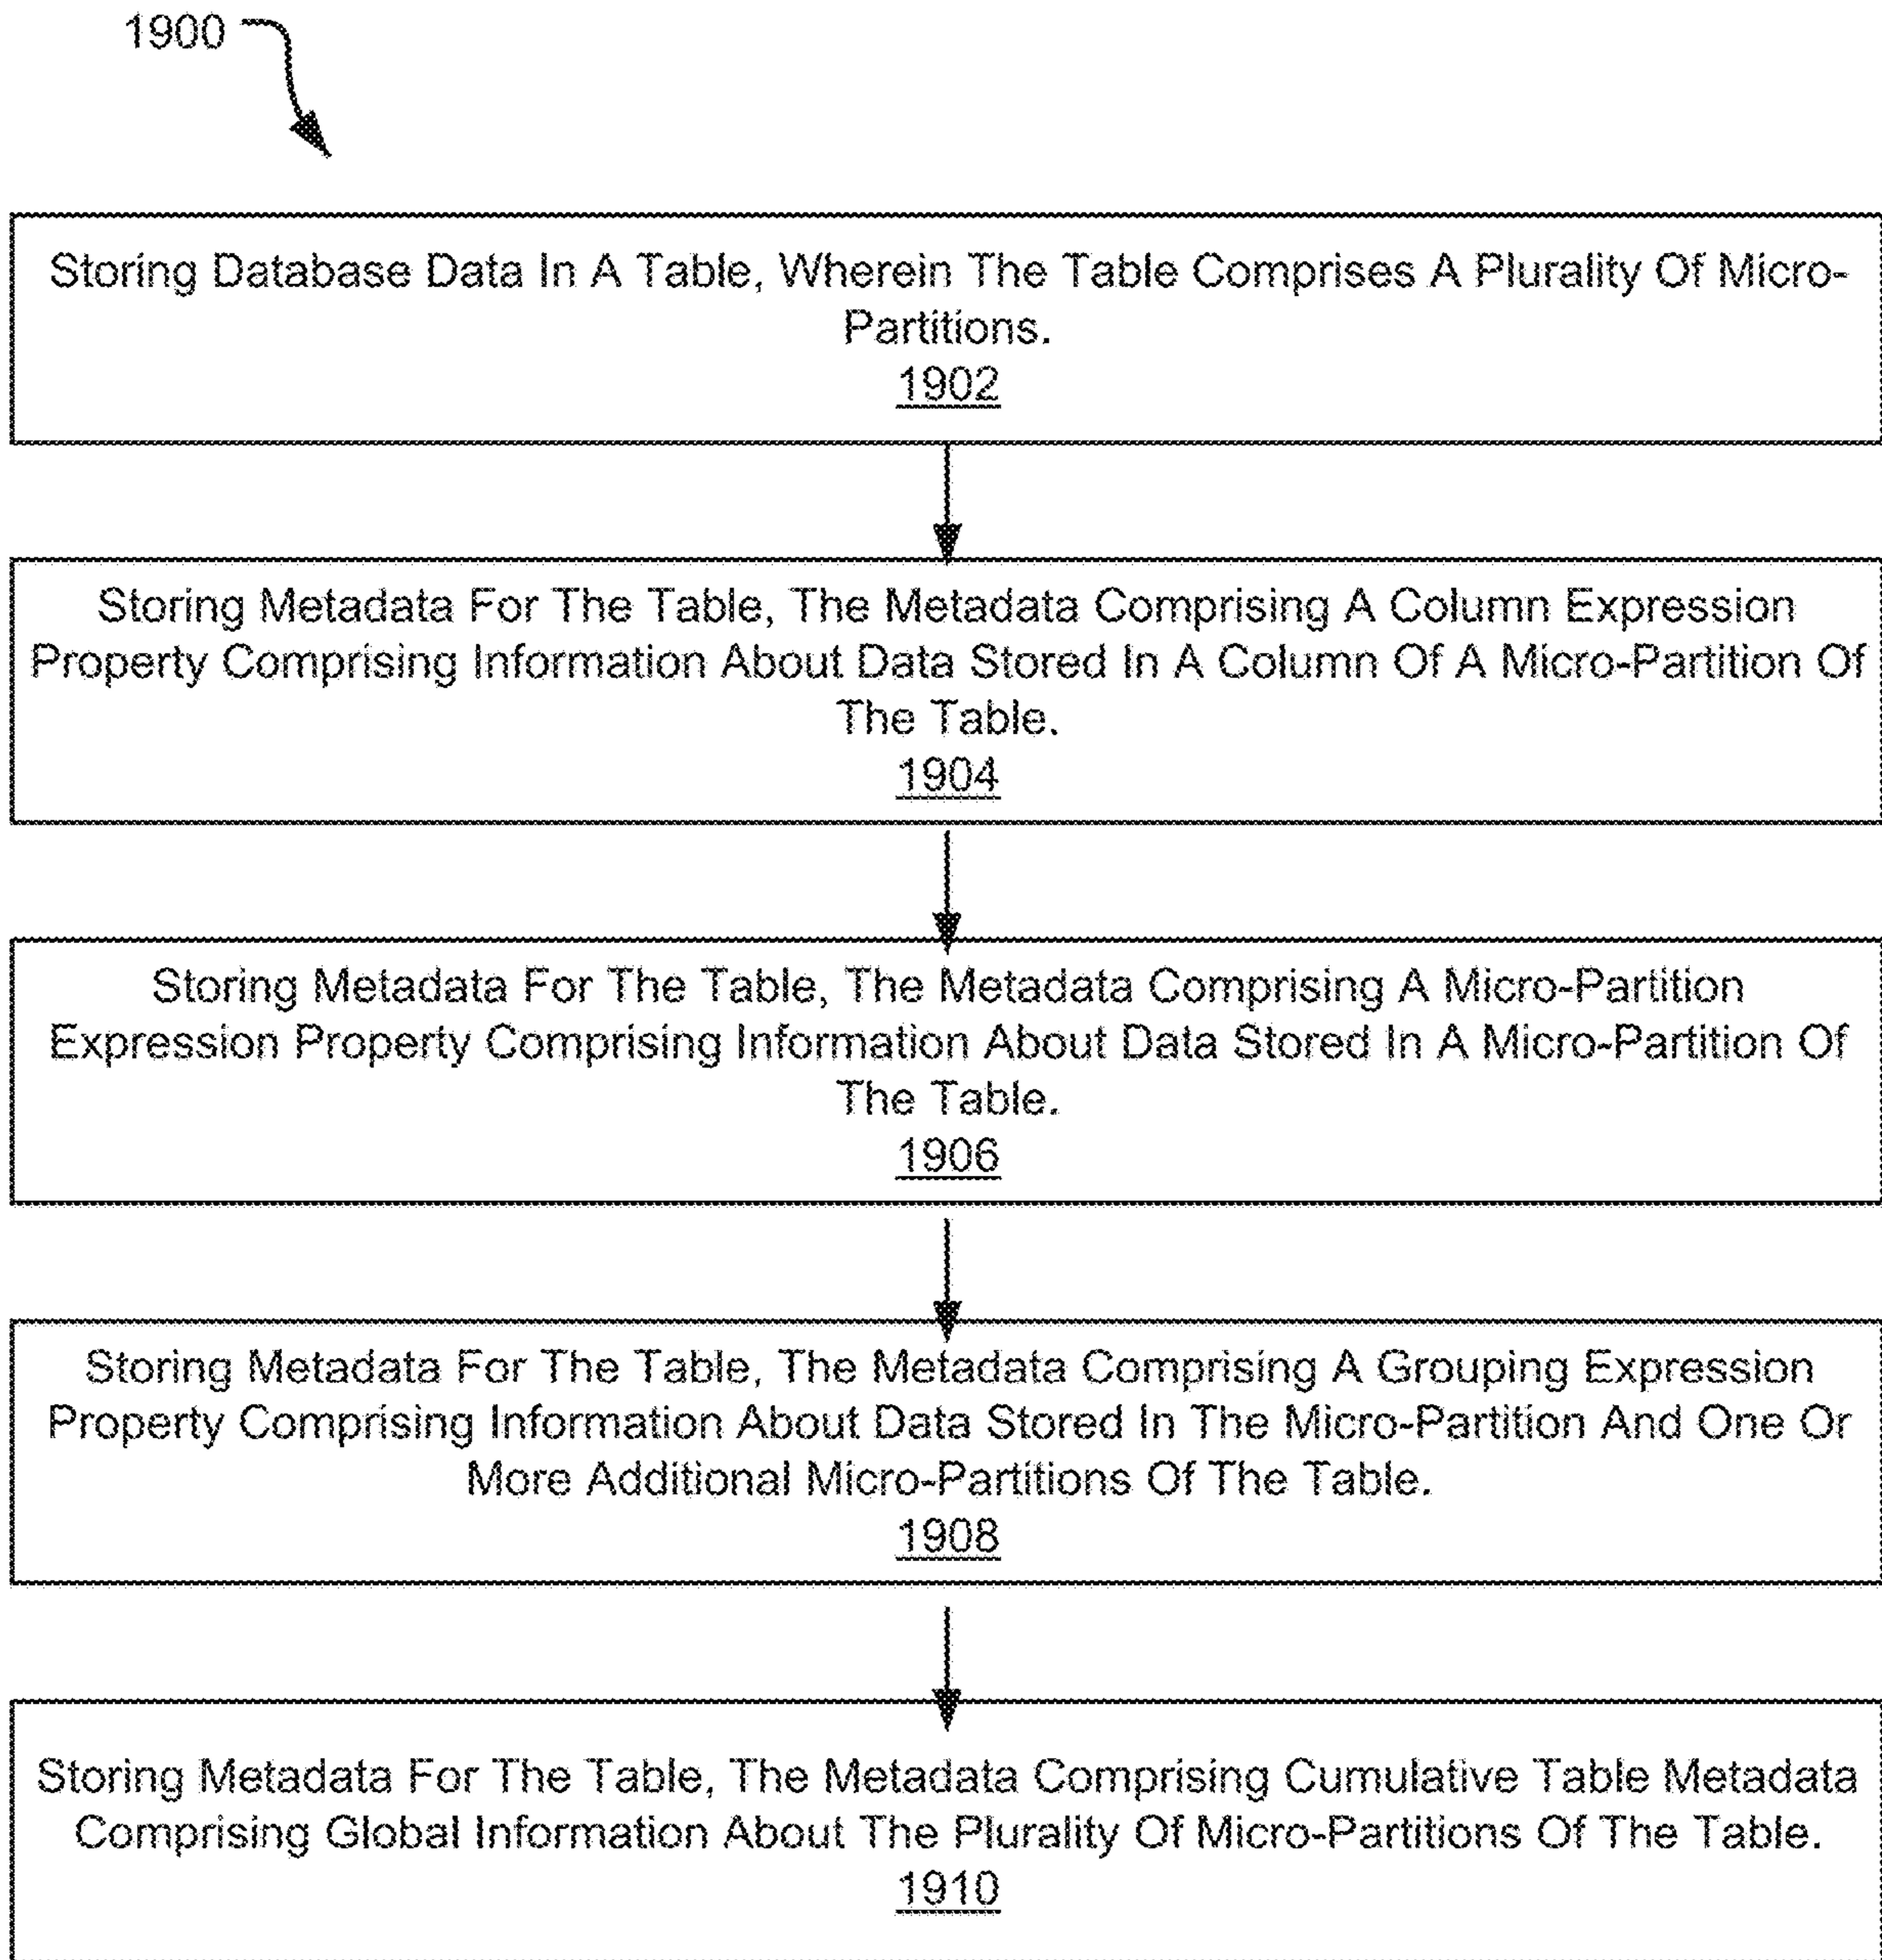 1900
Storing Database Data In A Table, Wherein The Table Comprises A Plurality Of Micro-
Partitions.
1902
Storing Metadata For The Table, The Metadata Comprising A Column Expression
Property Comprising Information About Data Stored In A Column Of A Micro-Partition Of
The Table.
1904
Storing Metadata For The Table, The Metadata Comprising A Micro-Partition
Expression Property Comprising Information About Data Stored In A Micro-Partition Of
The Table.
1906
Storing Metadata For The Table, The Metadata Comprising A Grouping Expression
Property Comprising Information About Data Stored In The Micro-Partition And One Or
More Additional Micro-Partitions Of The Table.
1908
Storing Metadata For The Table, The Metadata Comprising Cumulative Table Metadata
Comprising Global Information About The Plurality Of Micro-Partitions Of The Table.
1910